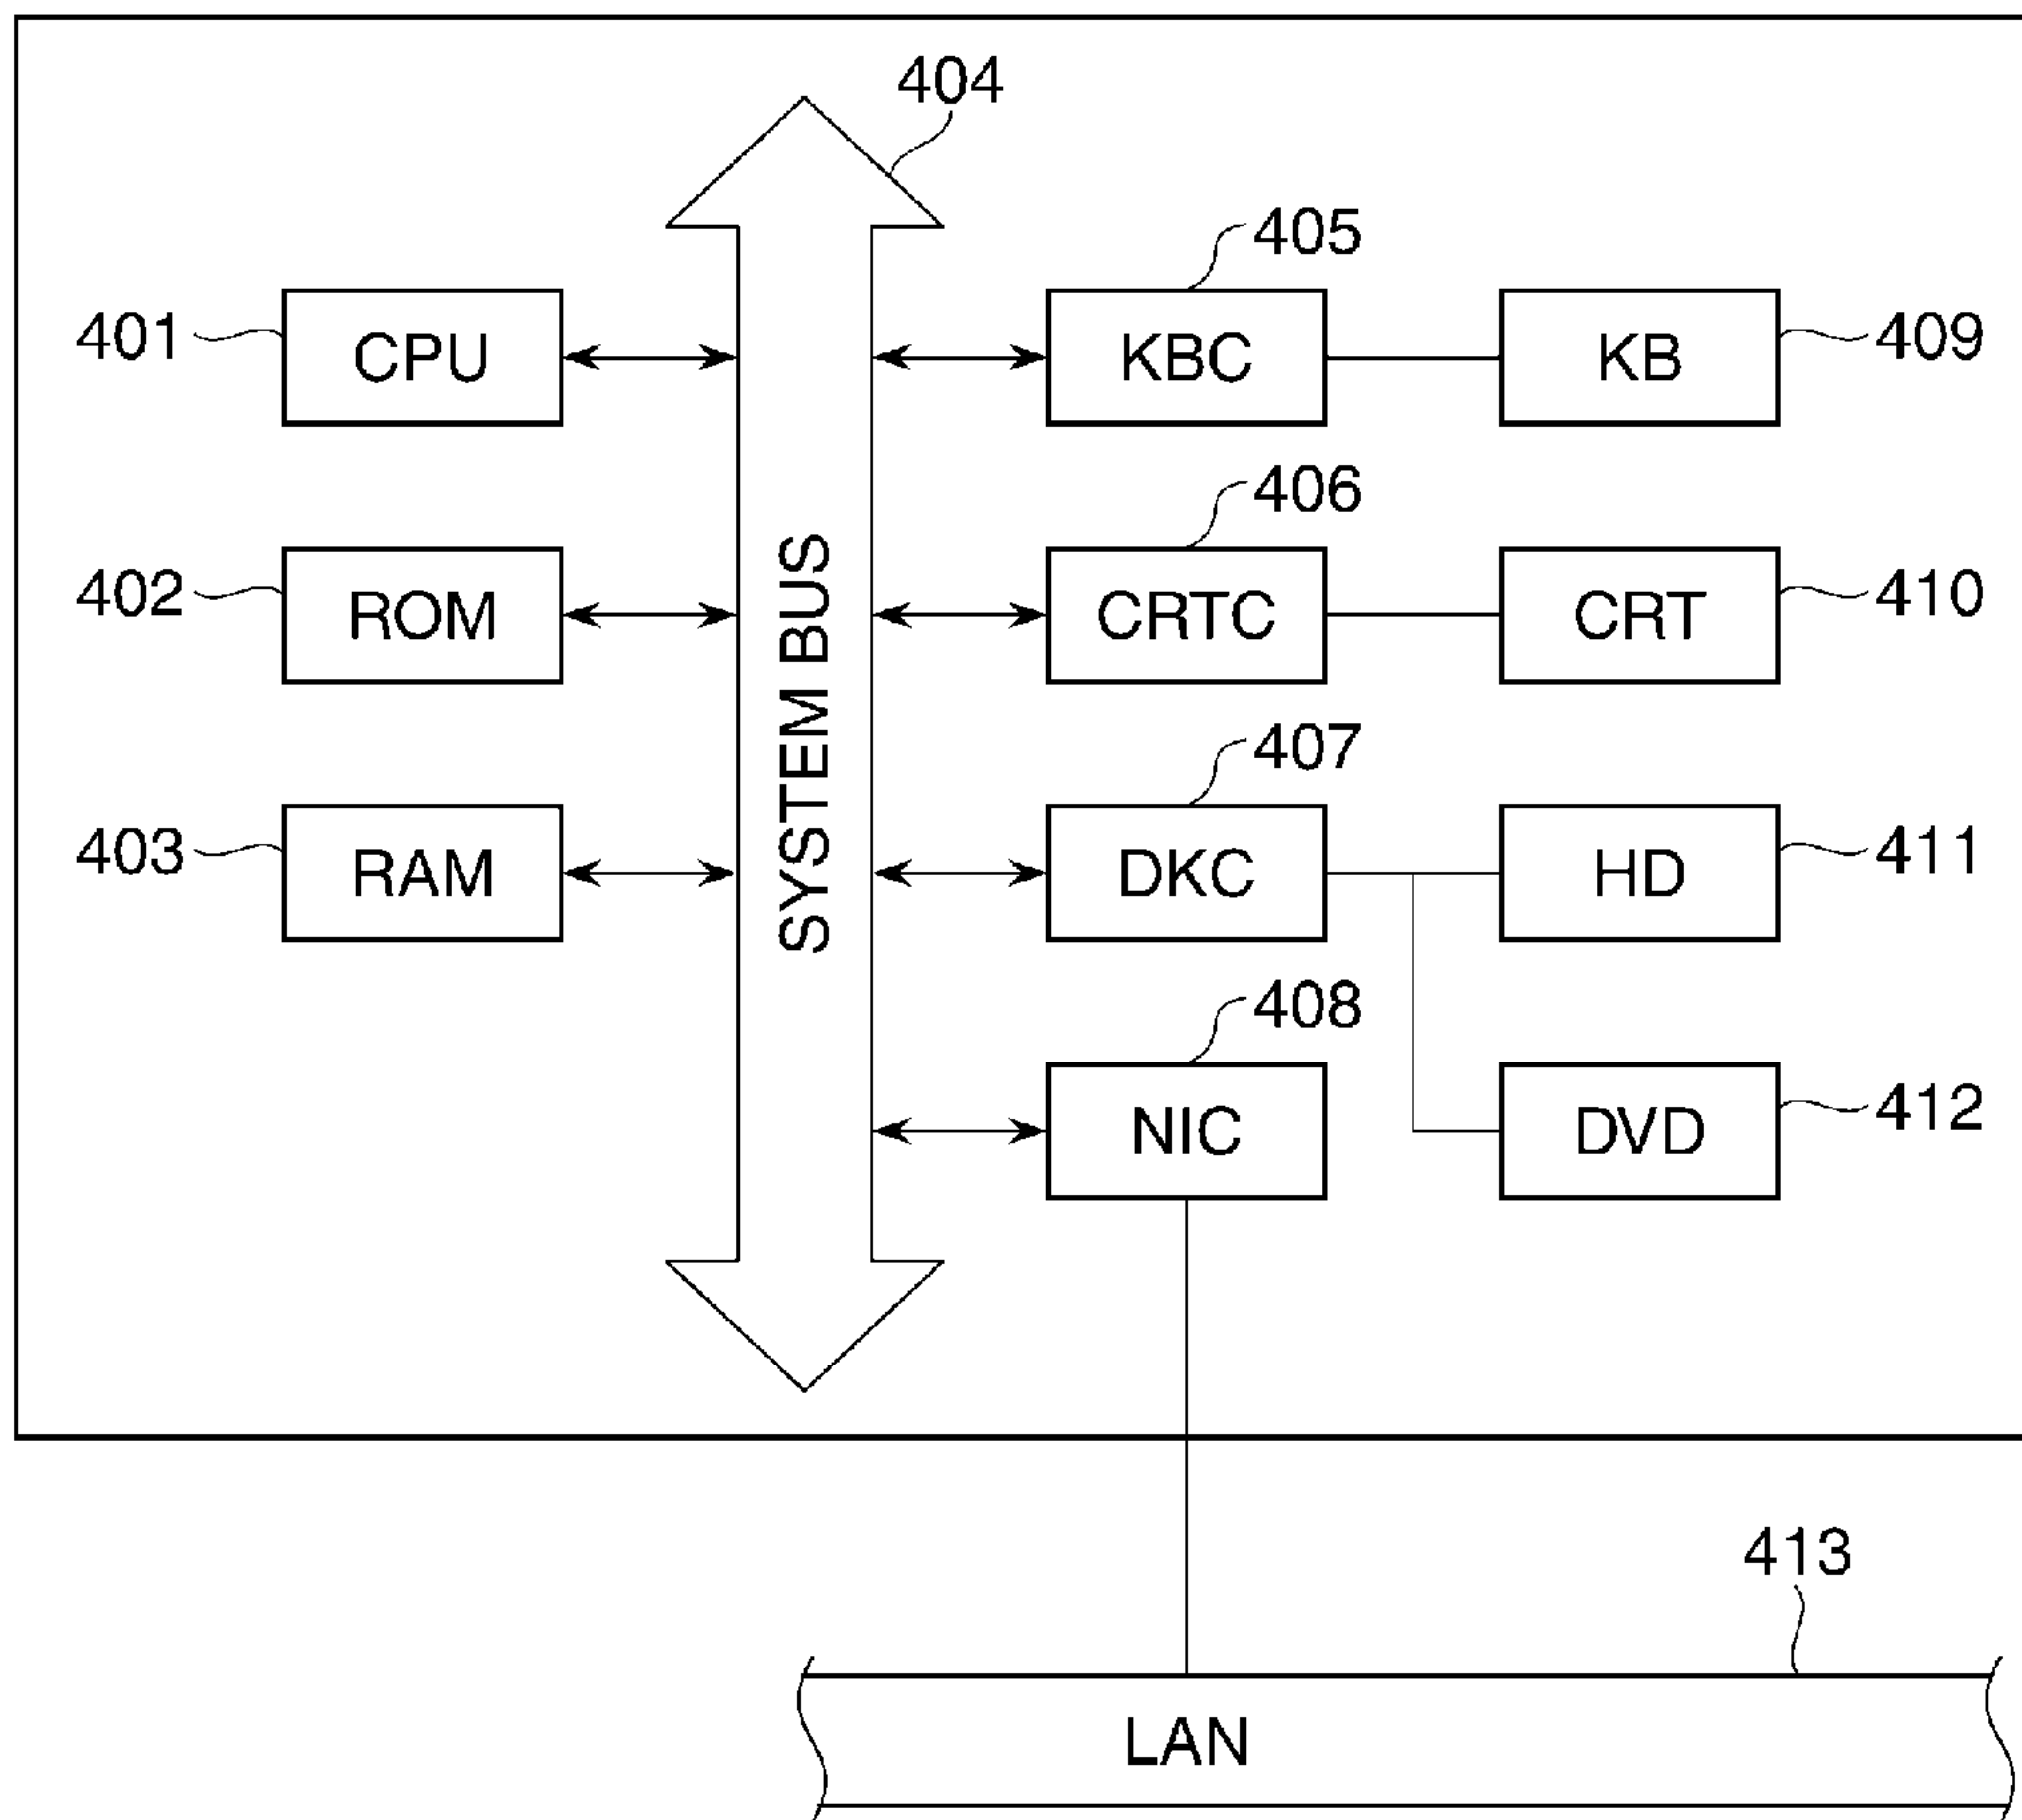 404
405
401
CPU
KBC
KB
409
406
402
ROM
SYSTEM BUS
CRTC
CRT
410
407
403
RAM
DKC
HD
411
408
NIC
DVD
412
413
LAN